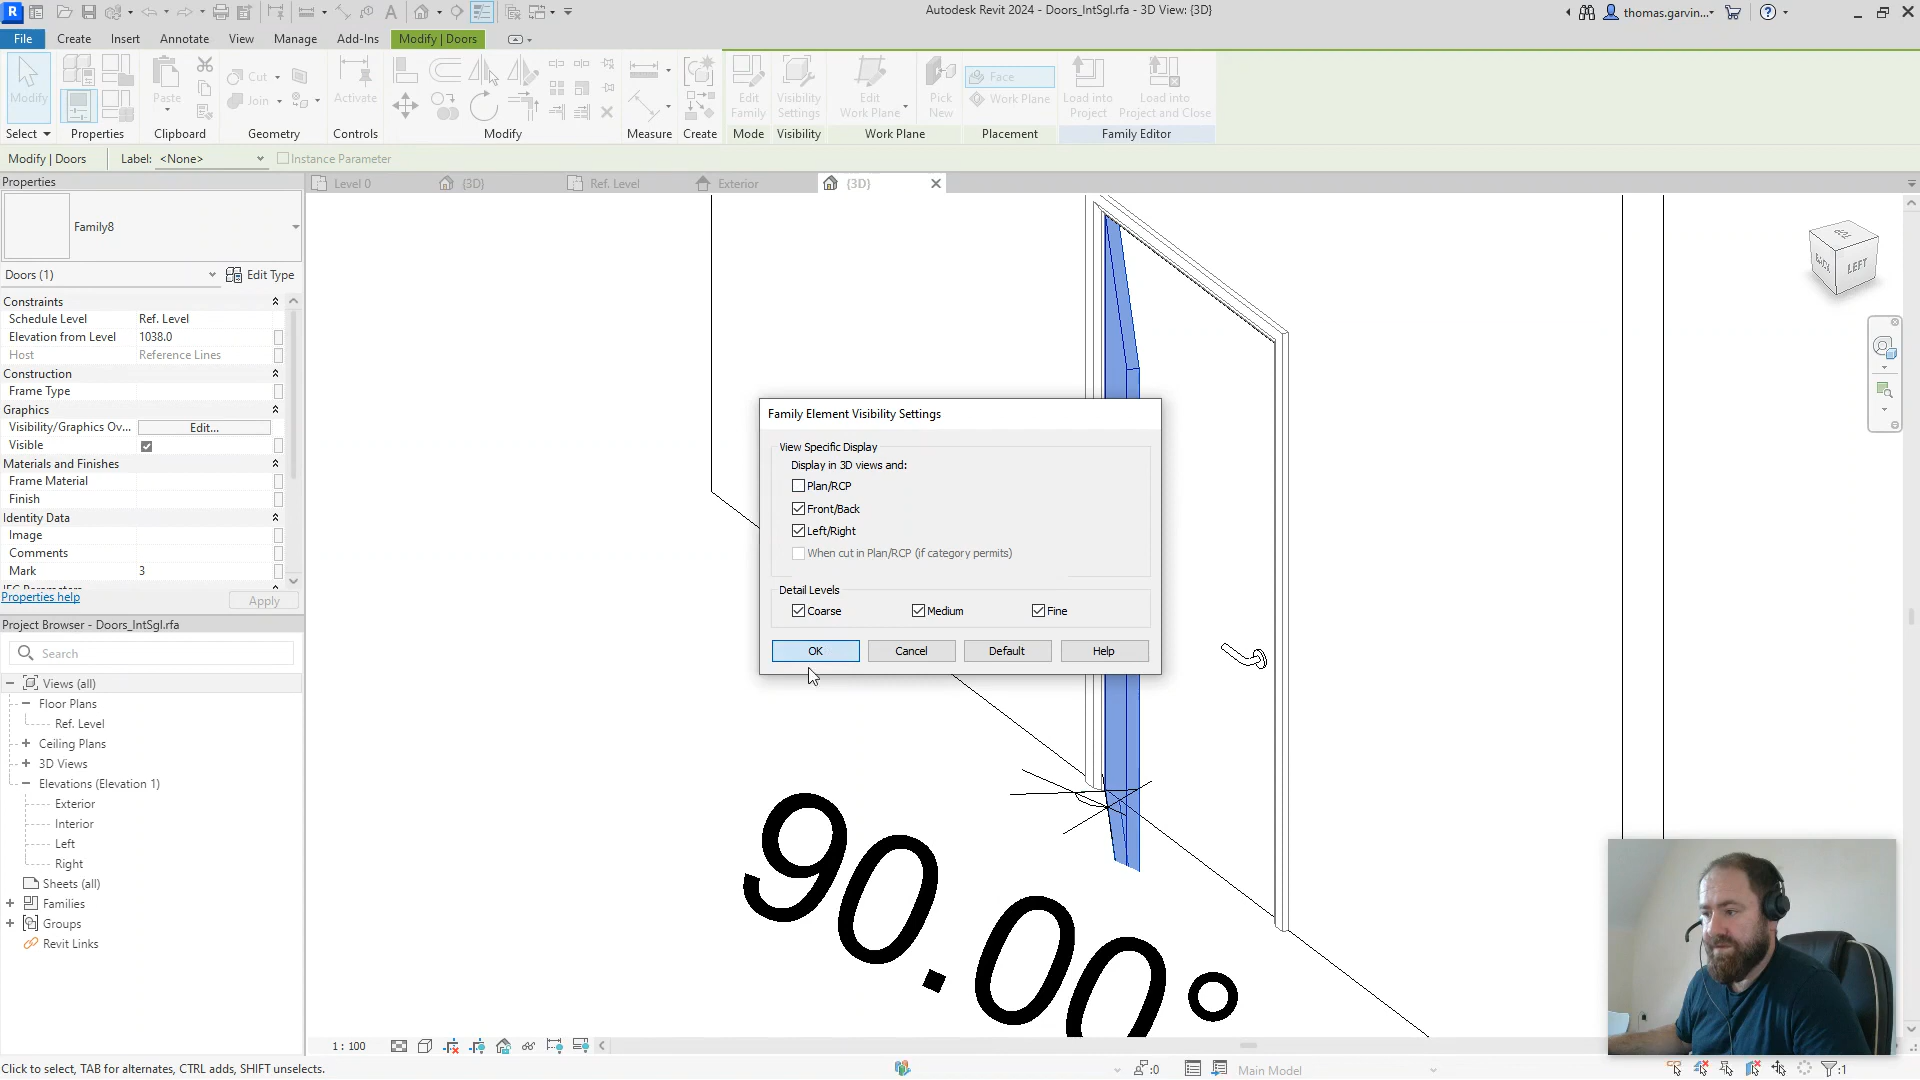 Autodesk Revit 2024 - Doors_IntSgl.rfa - 3D View: {3D}
thomas.garvin...
File
Create
Insert
Annotate
View
Manage
Add-Ins
Modify | Doors
Modify
Paste
Cut
Join
Activate
Edit
Family
Visibility
Settings
Edit
Work Plane
Pick
New
Face
Work Plane
Load into
Project
Load into
Project and Close
Select
Properties
Clipboard
Geometry
Controls
Modify
Measure
Create
Mode
Visibility
Work Plane
Placement
Family Editor
Modify | Doors
Label: <None>
Instance Parameter
Properties
Level 0
{3D}
Ref. Level
Exterior
{3D}
Family8
Doors (1)
Edit Type
Constraints
Schedule Level Ref. Level
Elevation from Level 1038.0
Host Reference Lines
Construction
Frame Type
Graphics
Visibility/Graphics Ov... Edit...
Visible
Materials and Finishes
Frame Material
Finish
Identity Data
Image
Comments
Mark 3
Properties help
Apply
Project Browser - Doors_IntSgl.rfa
Search
Views (all)
Floor Plans
Ref. Level
Ceiling Plans
3D Views
Elevations (Elevation 1)
Exterior
Interior
Left
Right
Sheets (all)
Families
Groups
Revit Links
TOP
BACK
LEFT
Family Element Visibility Settings
View Specific Display
Display in 3D views and:
Plan/RCP
Front/Back
Left/Right
When cut in Plan/RCP (if category permits)
Detail Levels
Coarse
Medium
Fine
OK
Cancel
Default
Help
90.00°
1 : 100
Click to select, TAB for alternates, CTRL adds, SHIFT unselects.
:0
Main Model
:1